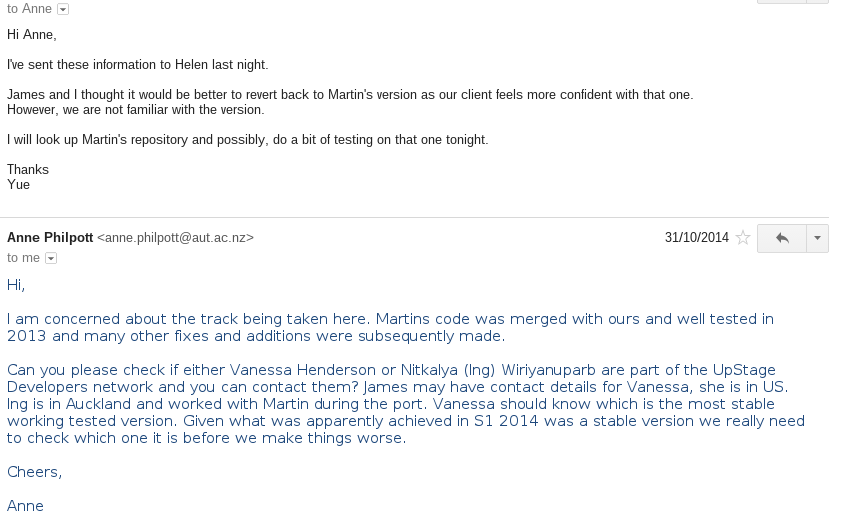 to Anne
Hi Anne,
I've sent these information to Helen last night.
James and I thought it would be better to revert back to Martin's version as our client feels more confident with that one.
However, we are not familiar with the version.
I will look up Martin's repository and possibly, do a bit of testing on that one tonight.
Thanks
Yue
Anne Philpott <anne.philpott@aut.ac.nz> 31/10/2014
to me
Hi,
I am concerned about the track being taken here. Martins code was merged with ours and well tested in
2013 and many other fixes and additions were subsequently made.
Can you please check if either Vanessa Henderson or Nitkalya (Ing) Wiriyanuparb are part of the UpStage
Developers network and you can contact them? James may have contact details for Vanessa, she is in US.
Ing is in Auckland and worked with Martin during the port. Vanessa should know which is the most stable
working tested version. Given what was apparently achieved in S1 2014 was a stable version we really need
to check which one it is before we make things worse.
Cheers,
Anne